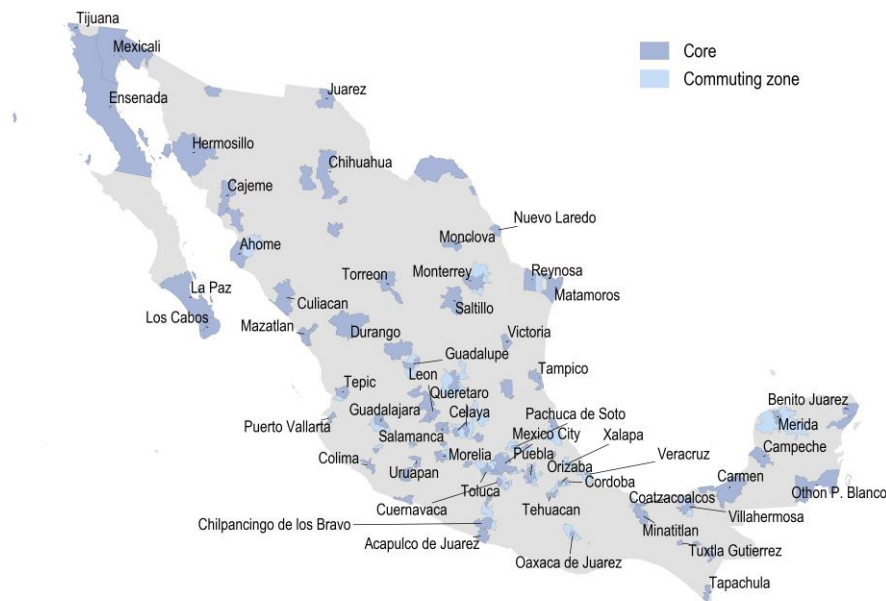 Tijuana
Mexicali
Core
Commuting zone
Ensenada
Juarez
Hermosillo
Chihuahua
Cajeme
Nuevo Laredo
Monclova
Ahome
Torreon
Monterrey
Reynosa
La Paz
Matamoros
Culiacan
Saltillo
Los Cabos
Mazatlan
Durango
Victoria
Guadalupe
Leon
Tampico
Tepic
Queretaro
Benito Juarez
Guadalajara
Celaya
Pachuca de Soto
Merida
Puerto Vallarta
Salamanca
Mexico City
Xalapa
Campeche
Colima
Morelia
Puebla
Orizaba
Veracruz
Uruapan
Toluca
Cordoba
Carmen
Coatzacoalcos
Othon P. Blanco
Cuernavaca
Tehuacan
Villahermosa
Chilpancingo de los Bravo
Minatitlan
Acapulco de Juarez
Tuxtla Gutierrez
Oaxaca de Juarez
Tapachula